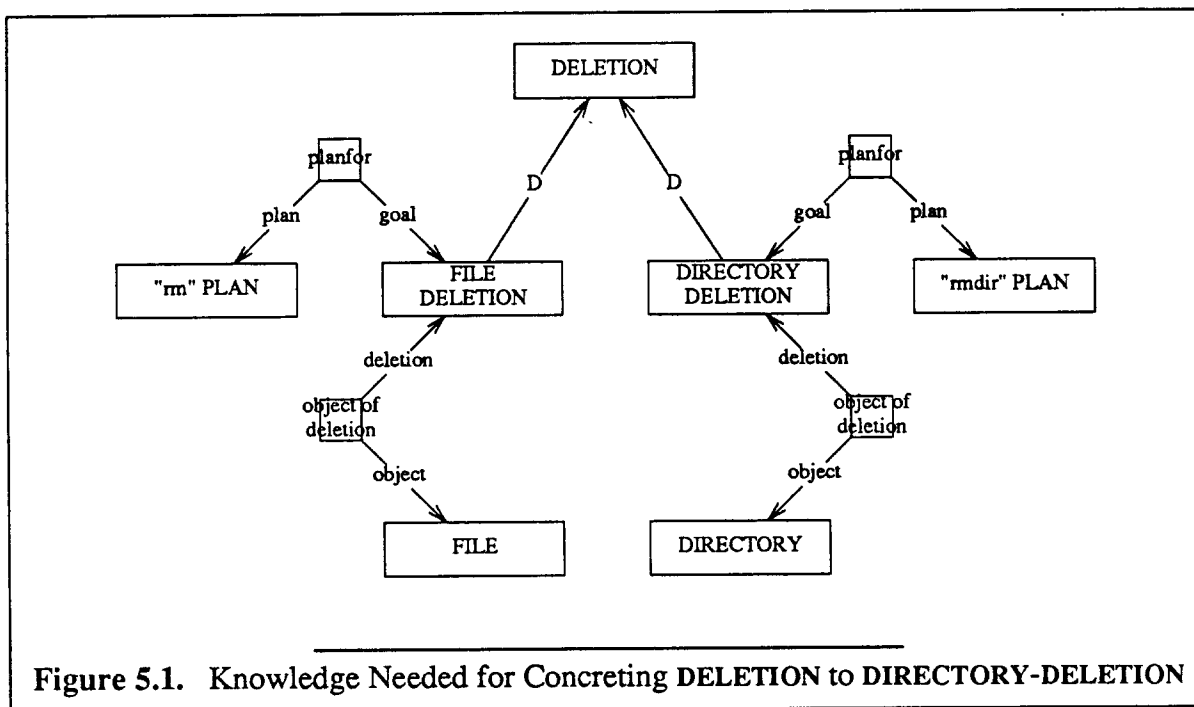 DELETION
planfor
planfor
D
D
plan
goal
goal
plan
"rm" PLAN
FILE
DELETION
DIRECTORY
DELETION
"rmdir" PLAN
deletion
deletion
object of
deletion
object of
deletion
object
object
FILE
DIRECTORY
Figure 5.1. Knowledge Needed for Concreting DELETION to DIRECTORY-DELETION